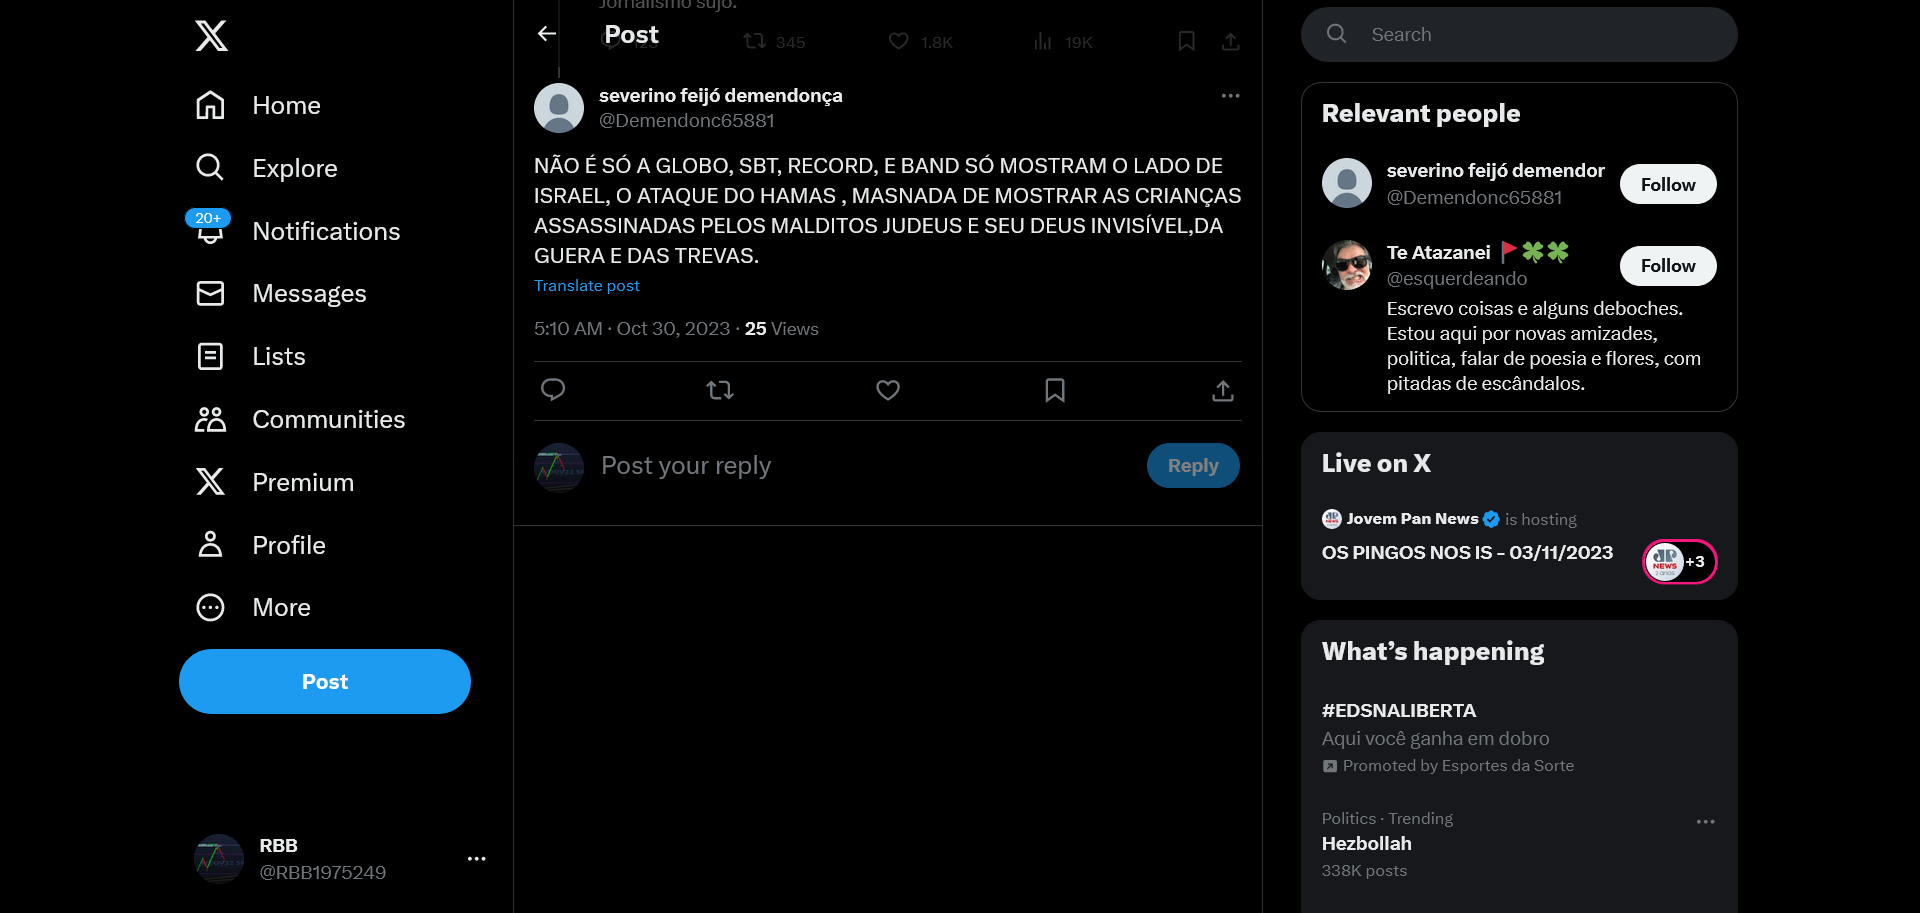 Home
Explore
20+
Notifications
Messages
Lists
Communities
Premium
Profile
More
Post
RBB
@RBB1975249
Jornalismo sujo.
Post
345
1.8K
19K
severino feijó demendonça
@Demendonc65881
NÃO É SÓ A GLOBO, SBT, RECORD, E BAND SÓ MOSTRAM O LADO DE
ISRAEL, O ATAQUE DO HAMAS , MASNADA DE MOSTRAR AS CRIANÇAS
ASSASSINADAS PELOS MALDITOS JUDEUS E SEU DEUS INVISÍVEL,DA
GUERA E DAS TREVAS.
Translate post
5:10 AM · Oct 30, 2023 · 25 Views
Post your reply
Reply
Search
Relevant people
severino feijó demendor
@Demendonc65881
Follow
Te Atazanei
@esquerdeando
Follow
Escrevo coisas e alguns deboches.
Estou aqui por novas amizades,
politica, falar de poesia e flores, com
pitadas de escândalos.
Live on X
Jovem Pan News is hosting
OS PINGOS NOS IS - 03/11/2023
JP
NEWS
+3
What's happening
#EDSNALIBERTA
Aqui você ganha em dobro
Promoted by Esportes da Sorte
Politics · Trending
Hezbollah
338K posts